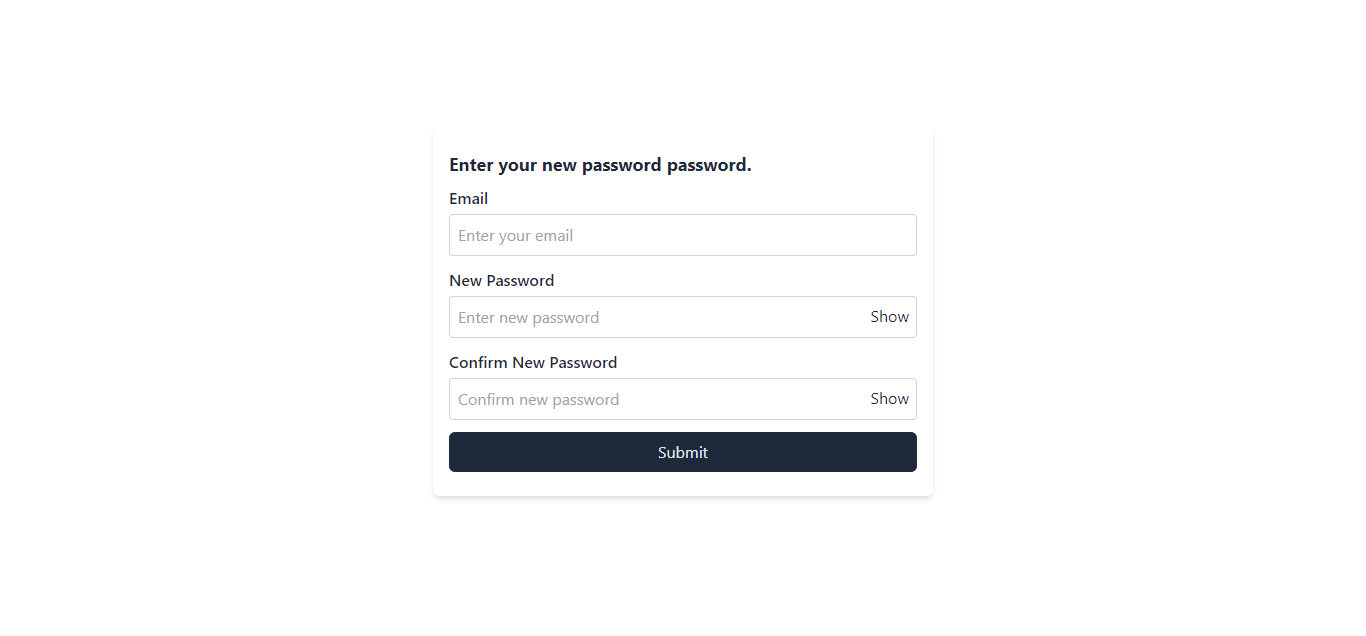 Enter your new password password.
Email
Enter your email
New Password
Enter new password Show
Confirm New Password
Confirm new password Show
Submit